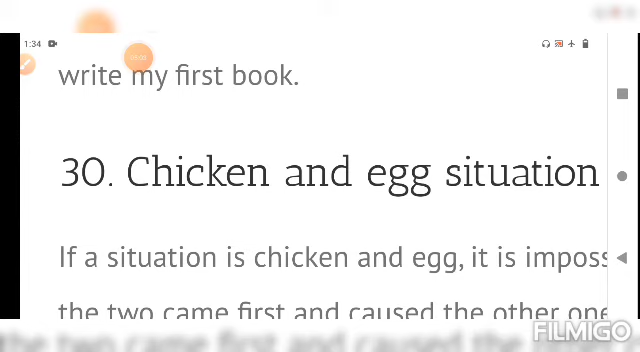 1:34
write my first book.
30. Chicken and egg situation
If a situation is chicken and egg, it is imposs
the two came first and caused the other one
FILMIGO